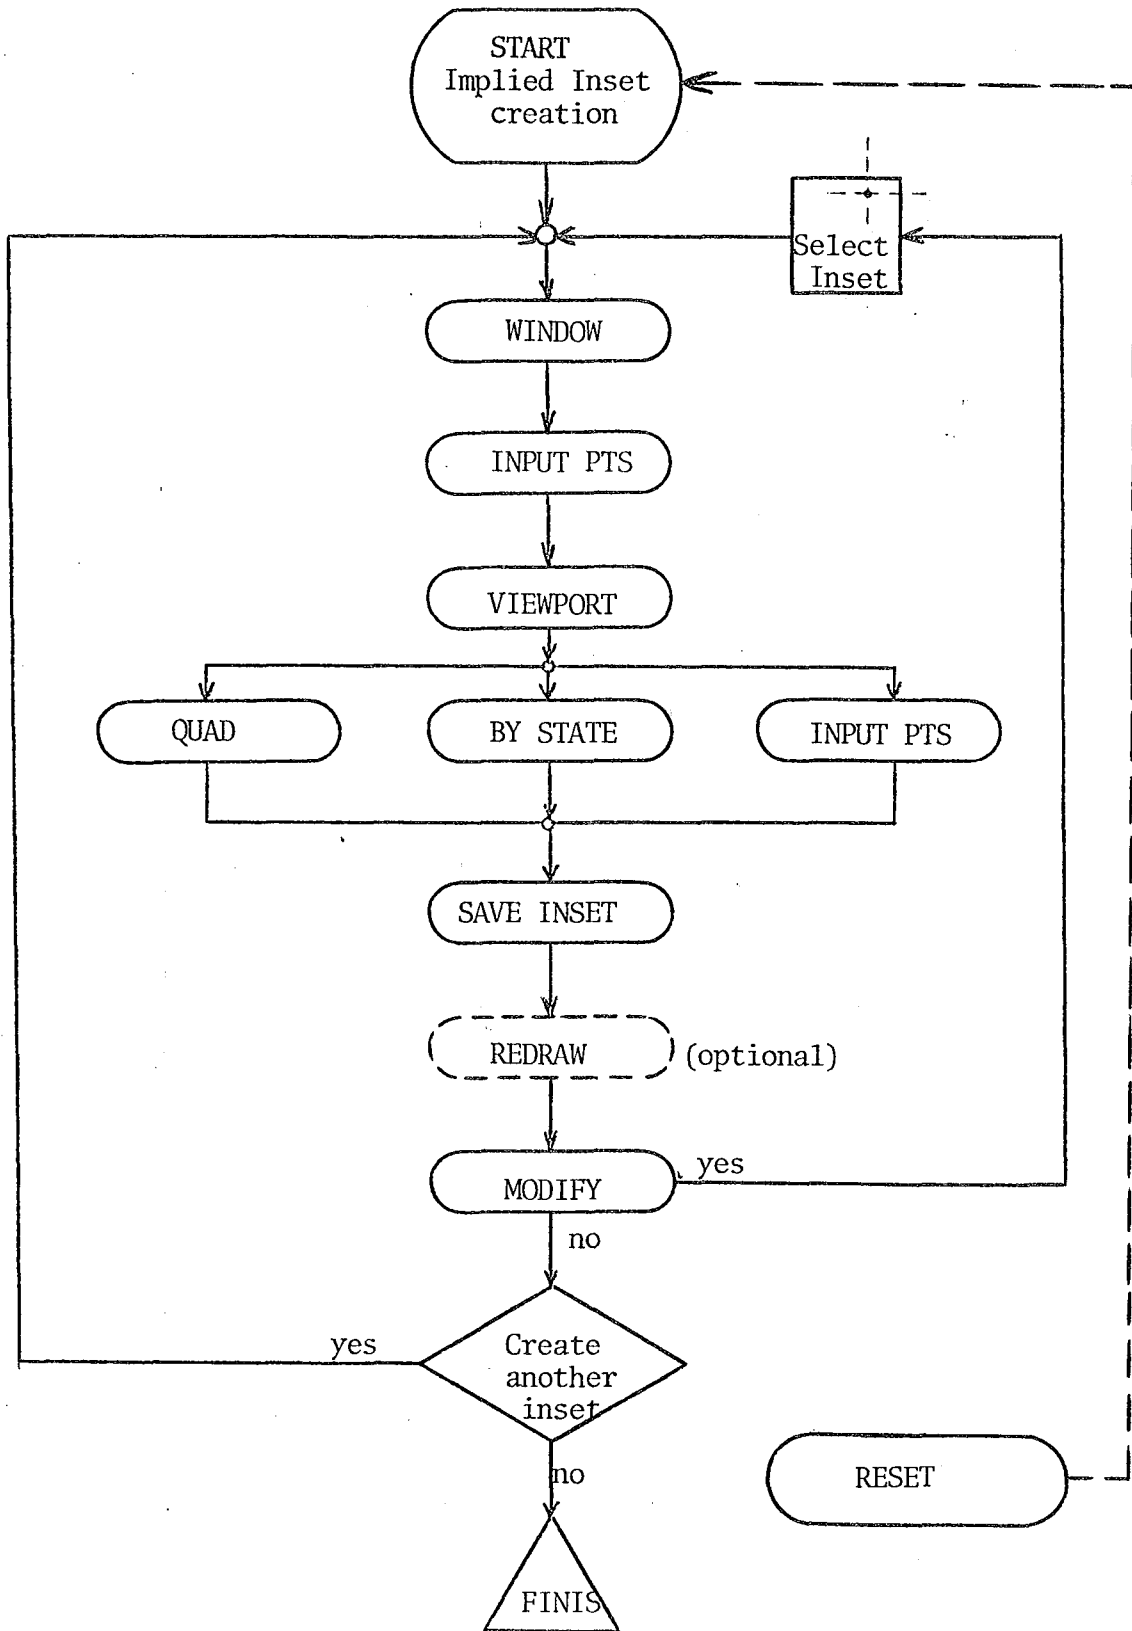 START
Implied Inset
creation
Select
Inset
WINDOW
INPUT PTS
VIEWPORT
QUAD
BY STATE
INPUT PTS
SAVE INSET
REDRAW
(optional)
MODIFY
yes
no
Create
another
inset
yes
no
RESET
FINIS